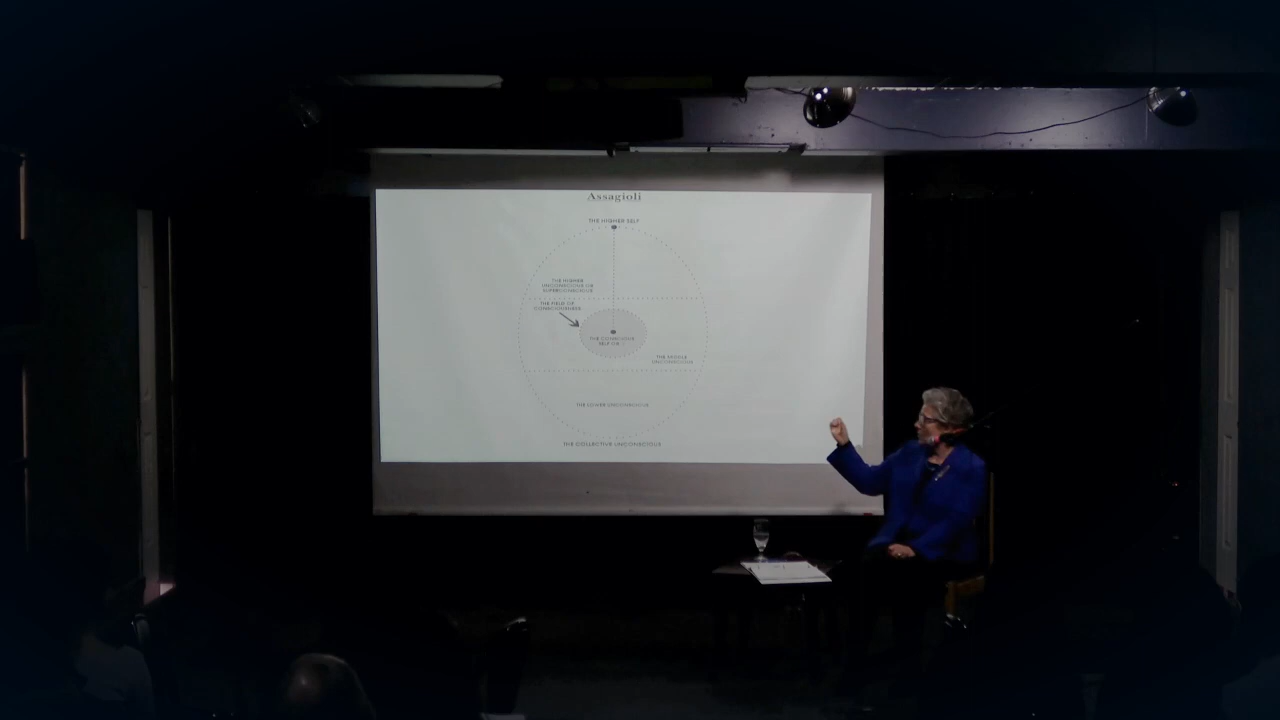 Assagioli
THE HIGHER SELF
THE HIGHER
UNCONSCIOUS OR
SUPERCONSCIOUS
THE FIELD OF
CONSCIOUSNESS
THE CONSCIOUS
SELF OR I
THE MIDDLE
UNCONSCIOUS
THE LOWER UNCONSCIOUS
THE COLLECTIVE UNCONSCIOUS